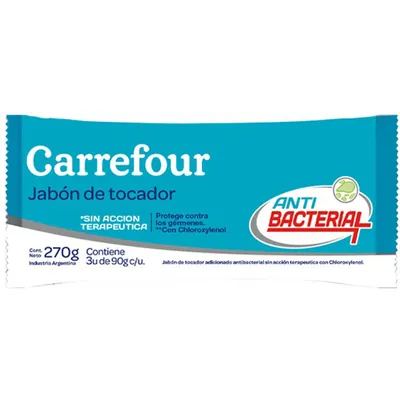 Carrefour
Jabón de tocador
*SIN ACCION
TERAPEUTICA
Protege contra
los gérmenes.
**Con Chloroxylenol
ANTI
BACTERIAL
Cont.
Neto 270g
Industria Argentina
Contiene
3u de 90g c/u.
Jabón de tocador adicionado antibacterial sin acción terapeutica con Chloroxylenol.